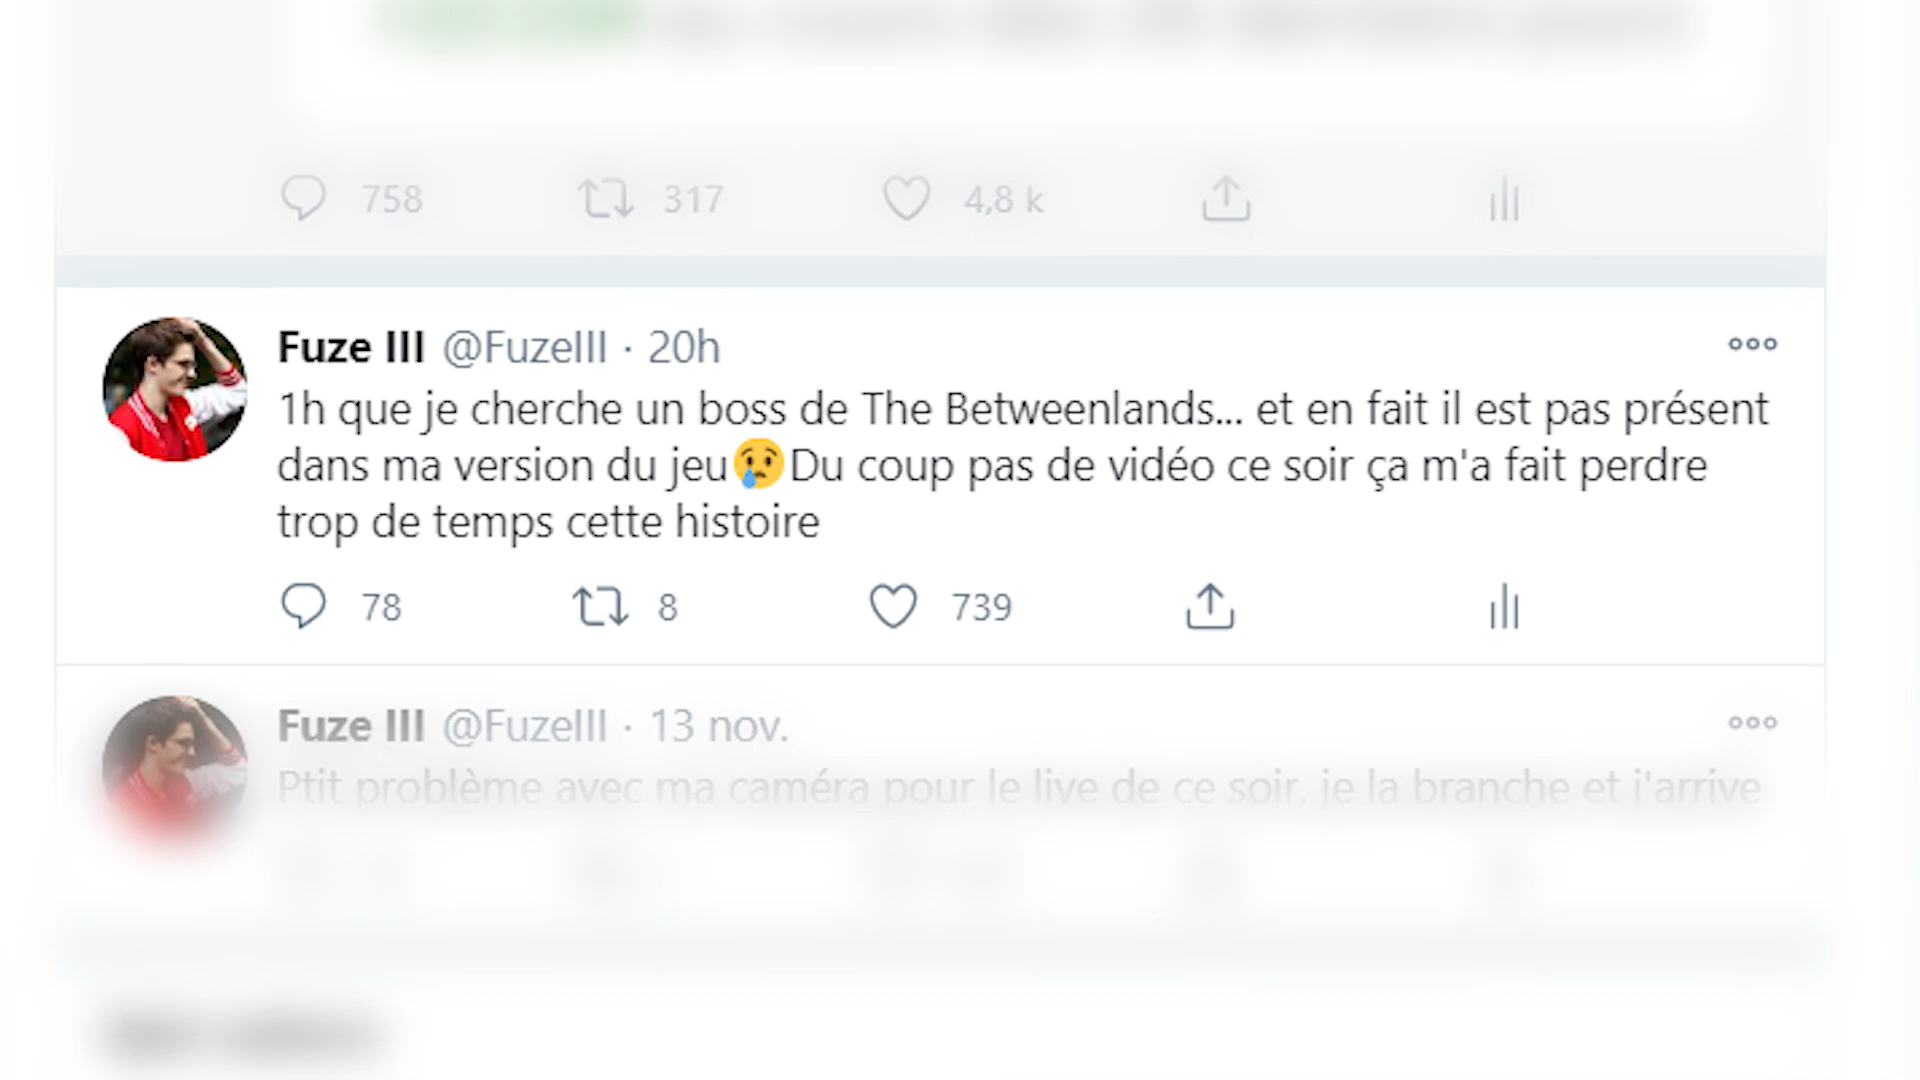 758 317 4,8 k
Fuze III @FuzeIII · 20h
1h que je cherche un boss de The Betweenlands... et en fait il est pas présent
dans ma version du jeu😢Du coup pas de vidéo ce soir ça m'a fait perdre
trop de temps cette histoire
78 8 739
Fuze III @FuzeIII · 13 nov.
Ptit problème avec ma caméra pour le live de ce soir, je la branche et j'arrive